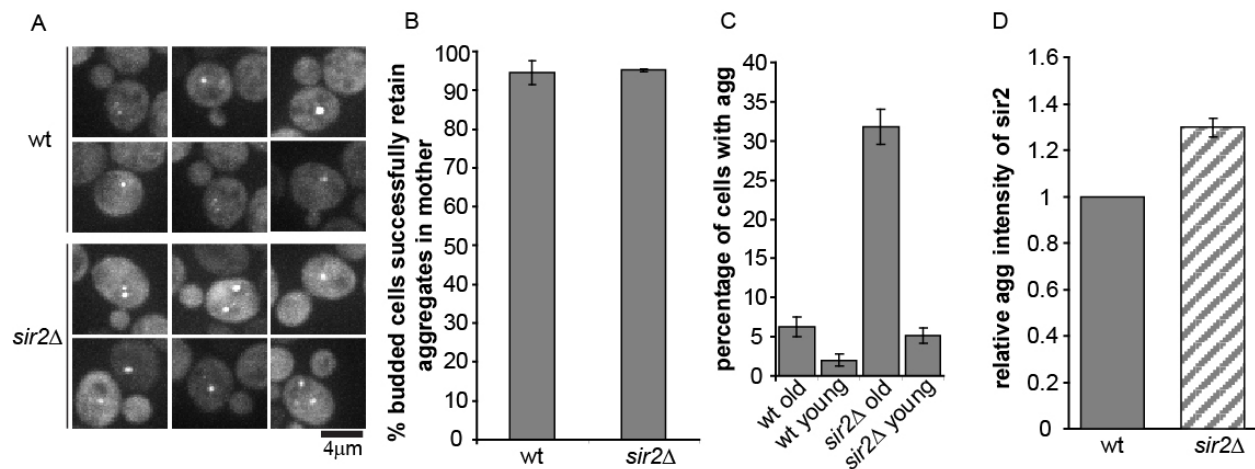 A
wt
sir2Δ
4μm
B
% budded cells successfully retain
aggregates in mother
100
90
80
70
60
50
40
30
20
10
0
wt
sir2Δ
C
percentage of cells with agg
40
35
30
25
20
15
10
5
0
wt old
wt young
sir2Δ old
sir2Δ young
D
relative agg intensity of sir2
1.6
1.4
1.2
1
0.8
0.6
0.4
0.2
0
wt
sir2Δ